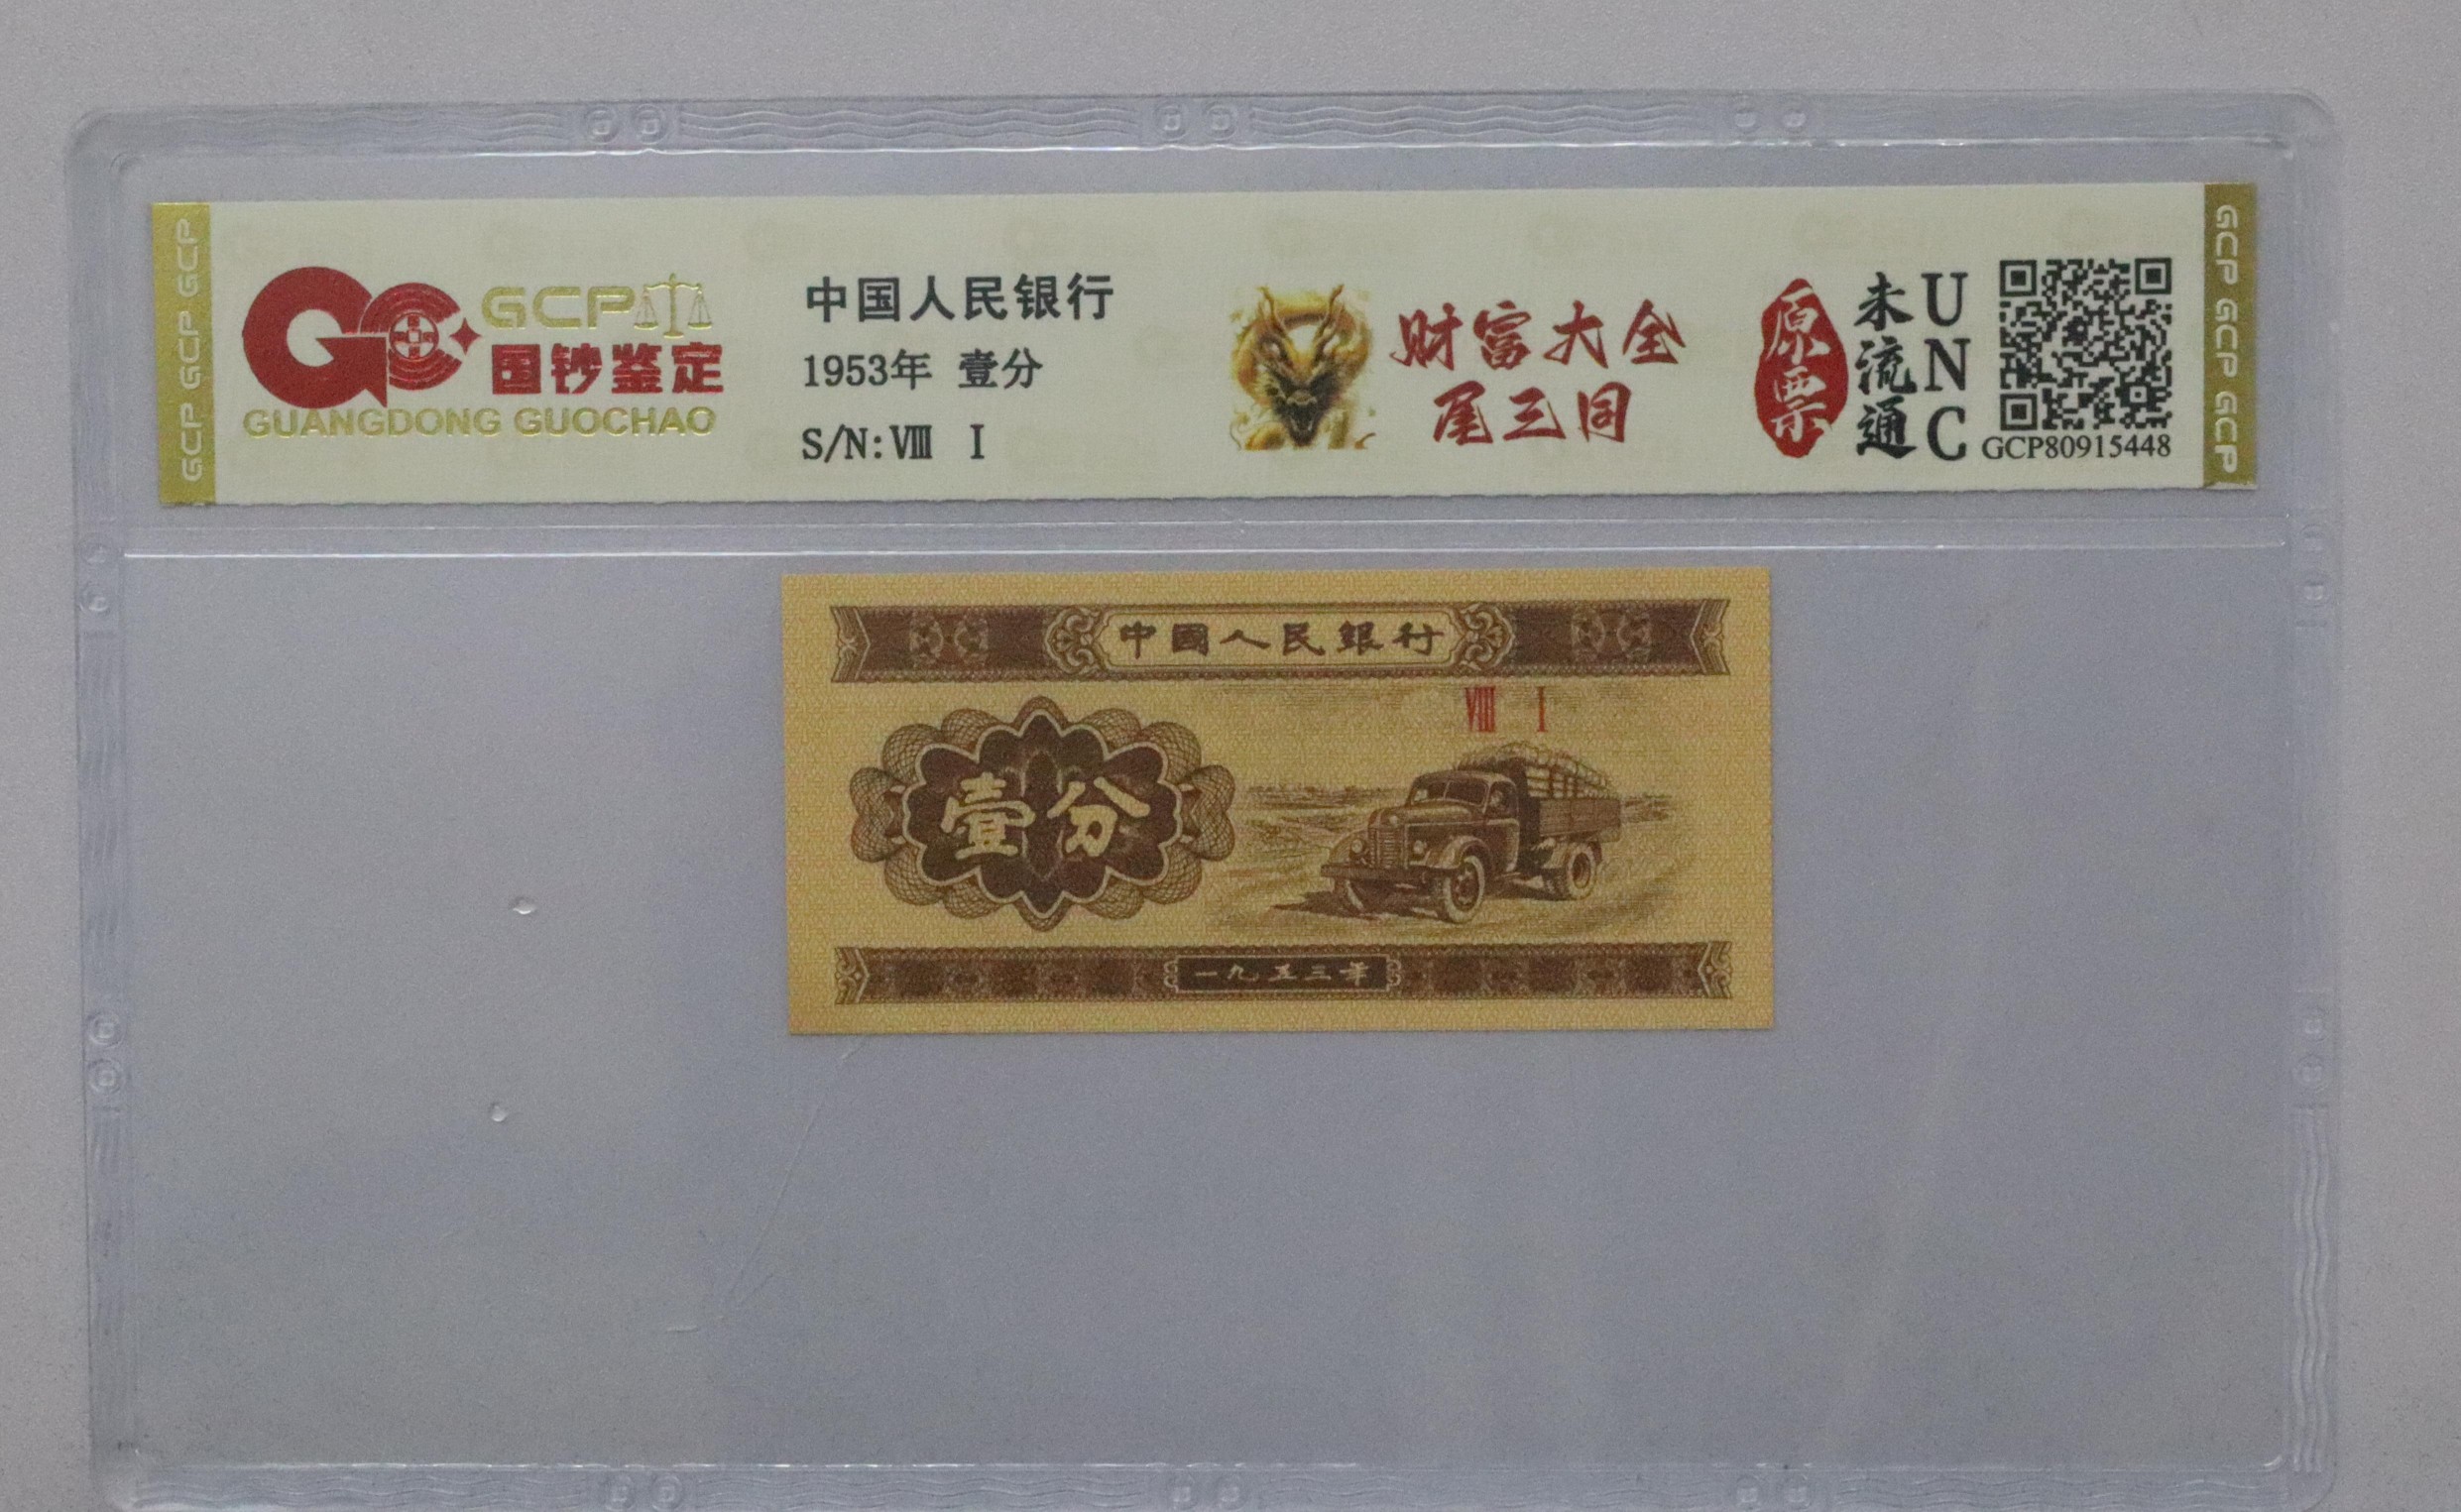 GCP GCP GCP
GCP
国钞鉴定
GUANGDONG GUOCHAO
中国人民银行
1953年 壹分
S/N:Ⅷ Ⅰ
财富大全
尾三同
原票
未流通
UNC
GCP80915448
GCP GCP GCP
中國人民銀行
Ⅷ Ⅰ
壹分
一九五三年